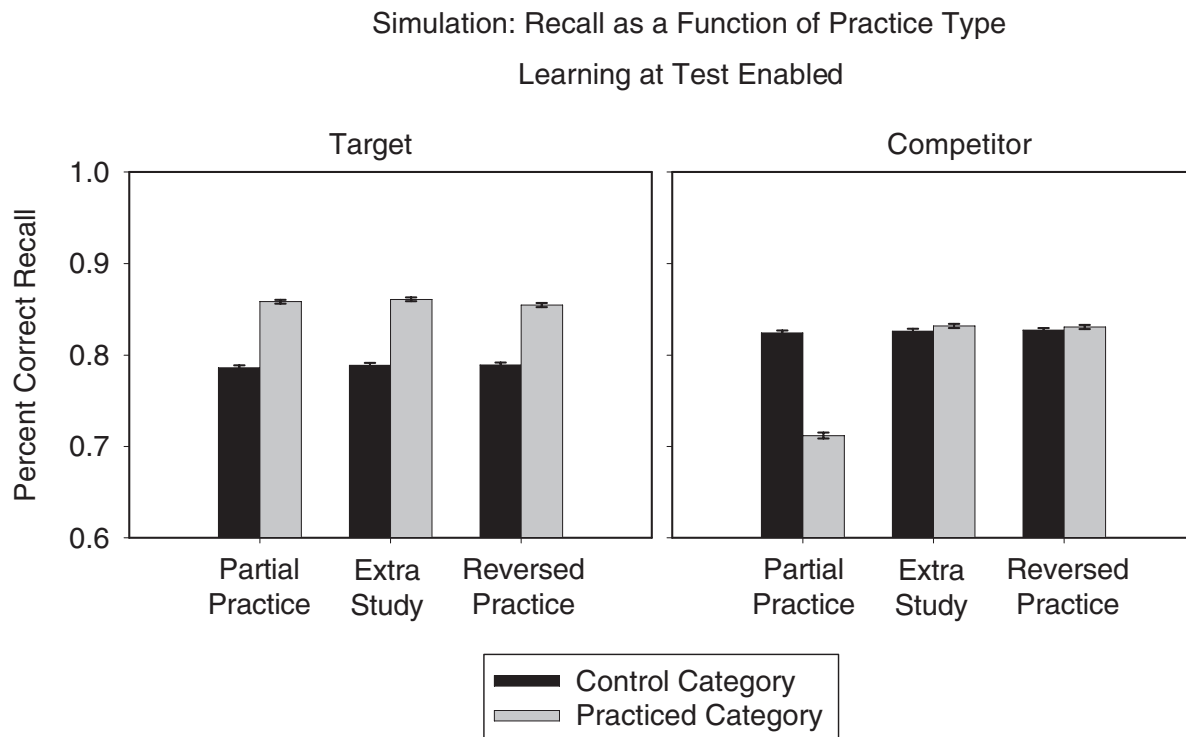 Simulation: Recall as a Function of Practice Type
Learning at Test Enabled
Target
Competitor
Percent Correct Recall
1.0
0.9
0.8
0.7
0.6
Partial
Practice
Extra
Study
Reversed
Practice
Partial
Practice
Extra
Study
Reversed
Practice
Control Category
Practiced Category